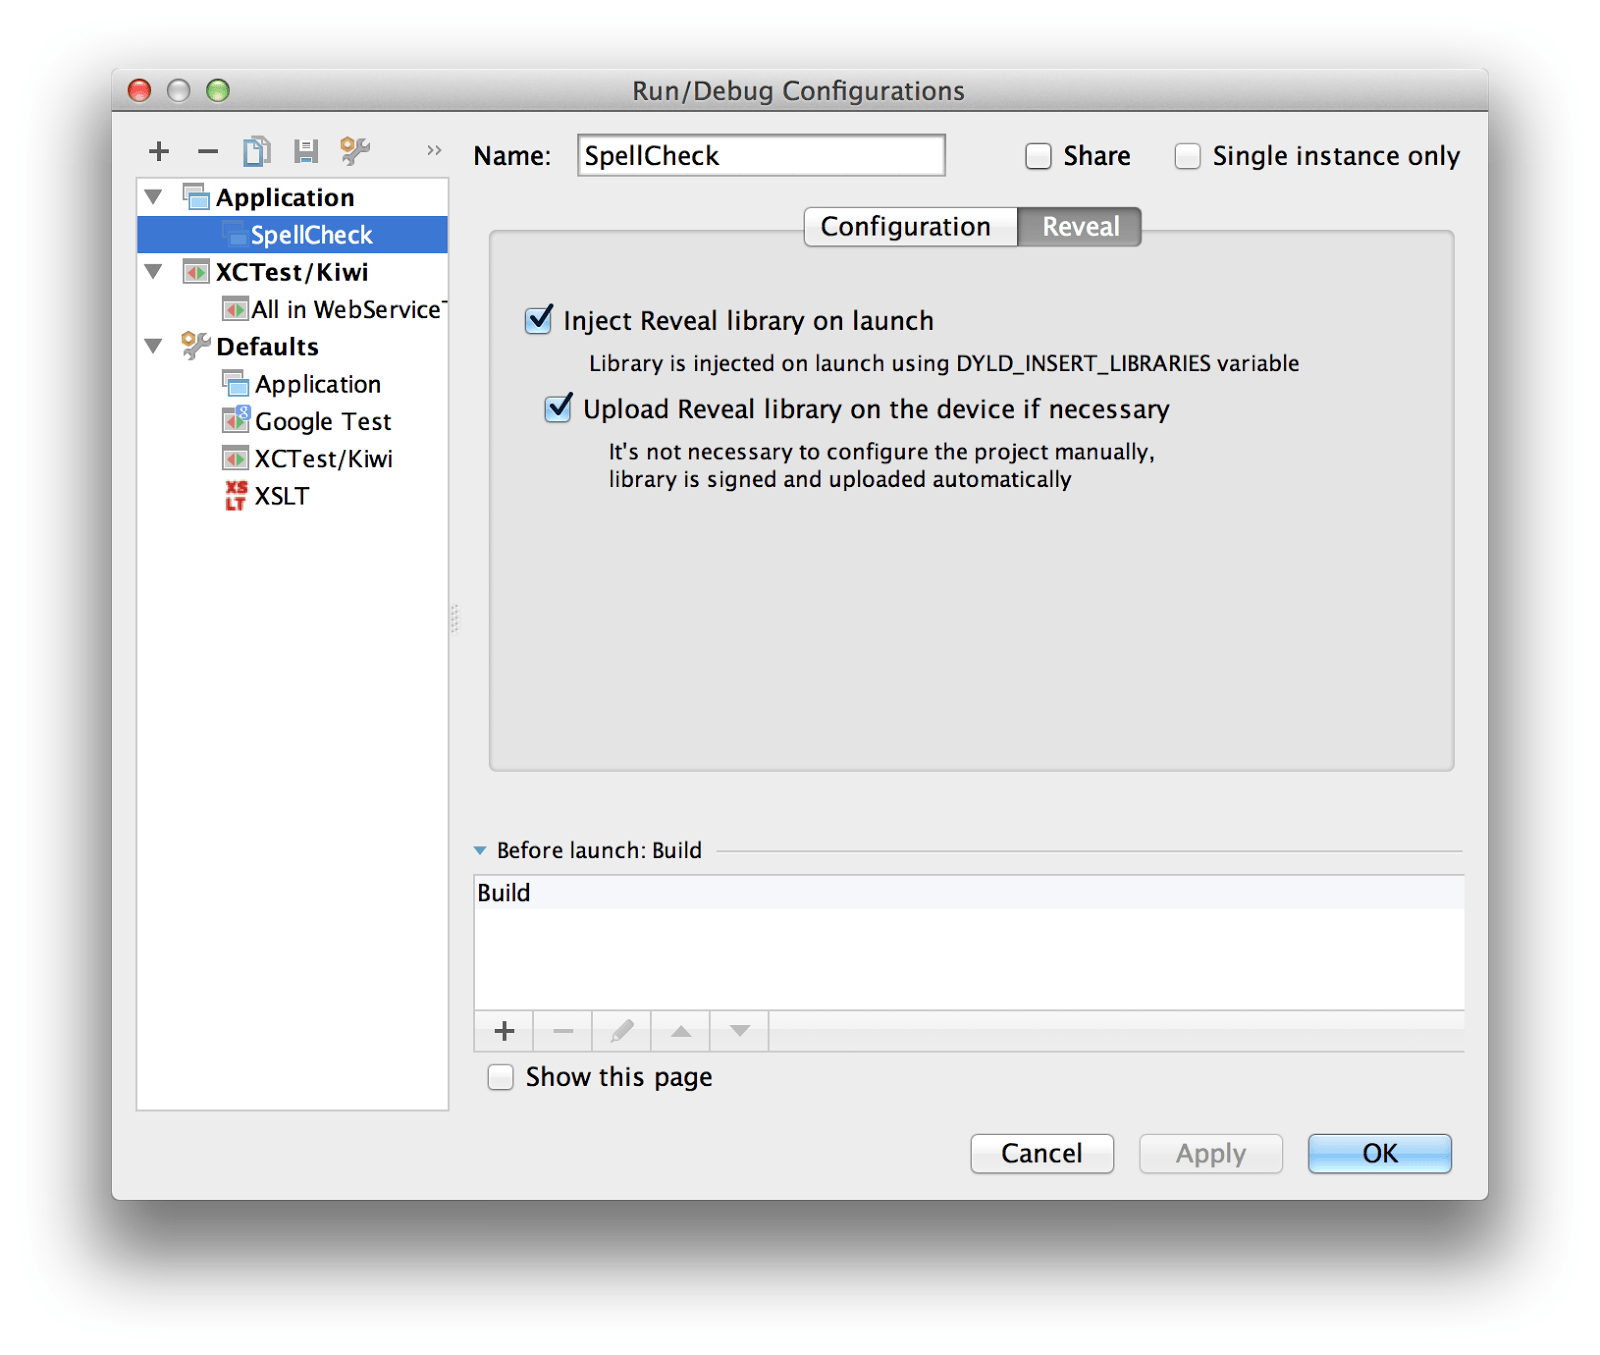 Run/Debug Configurations
Name: SpellCheck Share Single instance only
Application
SpellCheck
XCTest/Kiwi
All in WebService
Defaults
Application
Google Test
XCTest/Kiwi
XSLT
Configuration Reveal
Inject Reveal library on launch
Library is injected on launch using DYLD_INSERT_LIBRARIES variable
Upload Reveal library on the device if necessary
It's not necessary to configure the project manually,
library is signed and uploaded automatically
Before launch: Build
Build
Show this page
Cancel Apply OK